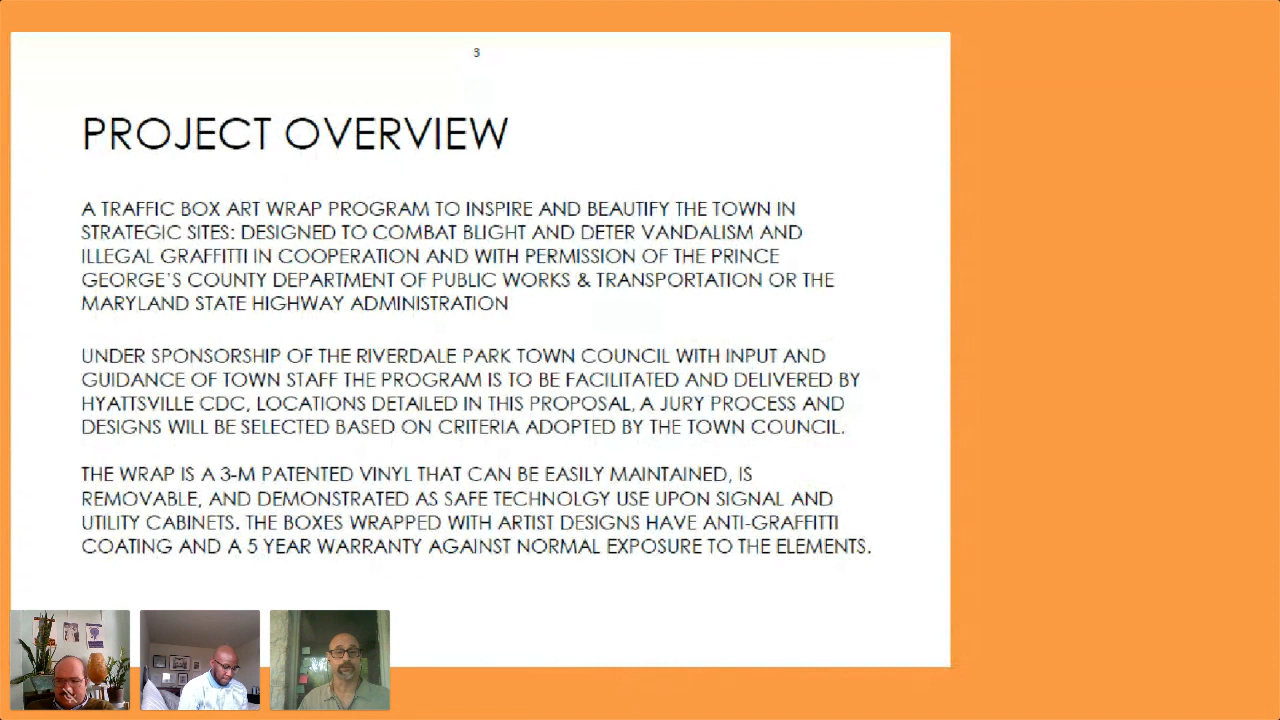 3
PROJECT OVERVIEW
A TRAFFIC BOX ART WRAP PROGRAM TO INSPIRE AND BEAUTIFY THE TOWN IN
STRATEGIC SITES: DESIGNED TO COMBAT BLIGHT AND DETER VANDALISM AND
ILLEGAL GRAFFITI IN COOPERATION AND WITH PERMISSION OF THE PRINCE
GEORGE'S COUNTY DEPARTMENT OF PUBLIC WORKS & TRANSPORTATION OR THE
MARYLAND STATE HIGHWAY ADMINISTRATION
UNDER SPONSORSHIP OF THE RIVERDALE PARK TOWN COUNCIL WITH INPUT AND
GUIDANCE OF TOWN STAFF THE PROGRAM IS TO BE FACILITATED AND DELIVERED BY
HYATTSVILLE CDC, LOCATIONS DETAILED IN THIS PROPOSAL, A JURY PROCESS AND
DESIGNS WILL BE SELECTED BASED ON CRITERIA ADOPTED BY THE TOWN COUNCIL.
THE WRAP IS A 3-M PATENTED VINYL THAT CAN BE EASILY MAINTAINED, IS
REMOVABLE, AND DEMONSTRATED AS SAFE TECHNOLGY USE UPON SIGNAL AND
UTILITY CABINETS. THE BOXES WRAPPED WITH ARTIST DESIGNS HAVE ANTI-GRAFFITTI
COATING AND A 5 YEAR WARRANTY AGAINST NORMAL EXPOSURE TO THE ELEMENTS.